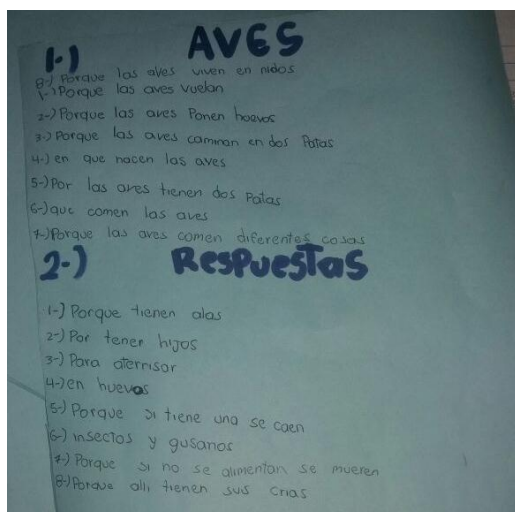 1-) AVES
8-) Porque las aves viven en nidos
1-) Porque las aves vuelan
2-) Porque las aves Ponen huevos
3-) Porque las aves caminan en dos Patas
4-) en que nacen las aves
5-) Por las aves tienen dos Patas
6-) que comen las aves
7-) Porque las aves comen diferentes cosas
2-) Respuestas
1-) Porque tienen alas
2-) Por tener hijos
3-) Para aterrisar
4-) en huevos
5-) Porque si tiene una se caen
6-) insectos y gusanos
7-) Porque si no se alimentan se mueren
8-) Porque alli tienen sus crias